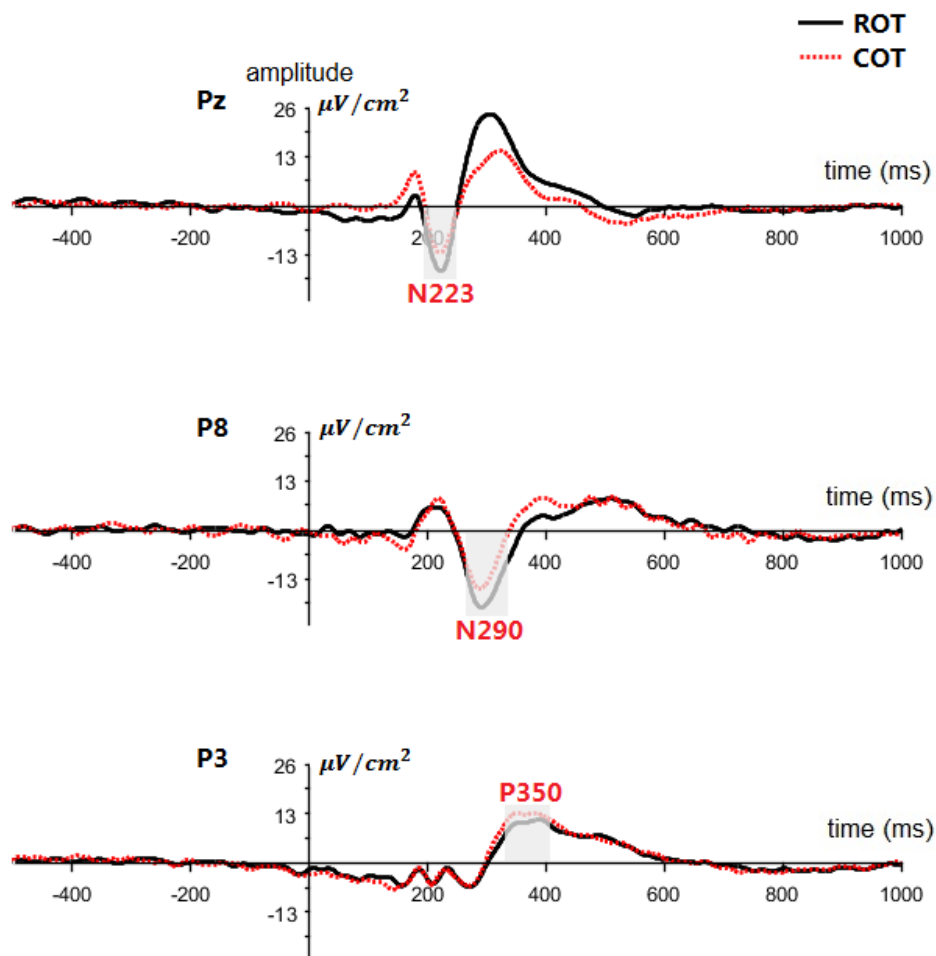 ROT
COT
amplitude
Pz 26 μV/cm²
13
time (ms)
-400 -200 200 400 600 800 1000
-13
N223
P8 26 μV/cm²
13
time (ms)
-400 -200 200 400 600 800 1000
-13
N290
P3 26 μV/cm²
P350
13
time (ms)
-400 -200 200 400 600 800 1000
-13